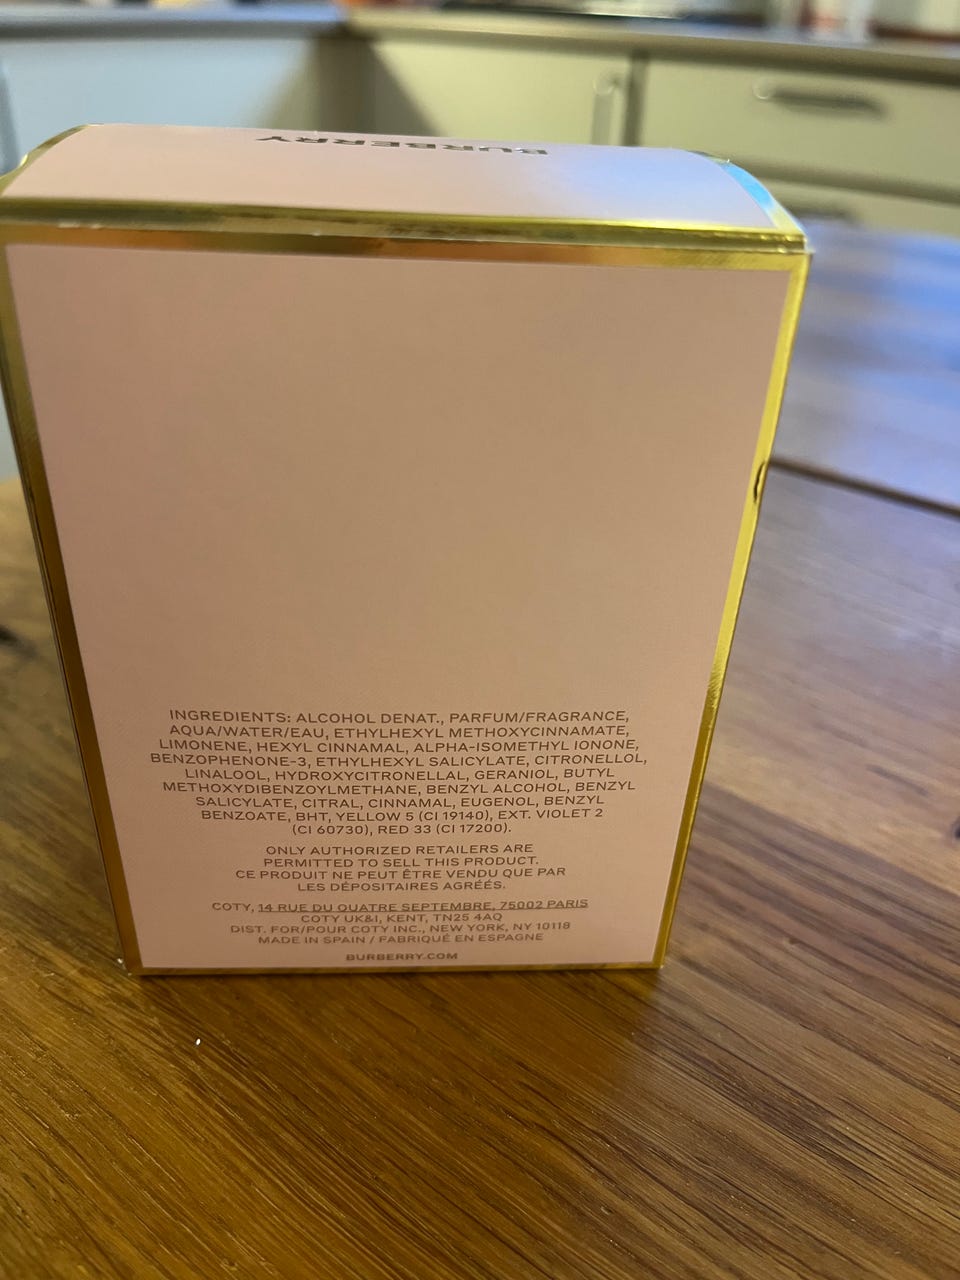 BURBERRY
INGREDIENTS: ALCOHOL DENAT., PARFUM/FRAGRANCE,
AQUA/WATER/EAU, ETHYLHEXYL METHOXYCINNAMATE,
LIMONENE, HEXYL CINNAMAL, ALPHA-ISOMETHYL IONONE,
BENZOPHENONE-3, ETHYLHEXYL SALICYLATE, CITRONELLOL,
LINALOOL, HYDROXYCITRONELLAL, GERANIOL, BUTYL
METHOXYDIBENZOYLMETHANE, BENZYL ALCOHOL, BENZYL
SALICYLATE, CITRAL, CINNAMAL, EUGENOL, BENZYL
BENZOATE, BHT, YELLOW 5 (CI 19140), EXT. VIOLET 2
(CI 60730), RED 33 (CI 17200).
ONLY AUTHORIZED RETAILERS ARE
PERMITTED TO SELL THIS PRODUCT.
CE PRODUIT NE PEUT ÊTRE VENDU QUE PAR
LES DÉPOSITAIRES AGRÉÉS.
COTY, 14 RUE DU QUATRE SEPTEMBRE, 75002 PARIS
COTY UK&I, KENT, TN25 4AQ
DIST. FOR/POUR COTY INC., NEW YORK, NY 10118
MADE IN SPAIN / FABRIQUÉ EN ESPAGNE
BURBERRY.COM